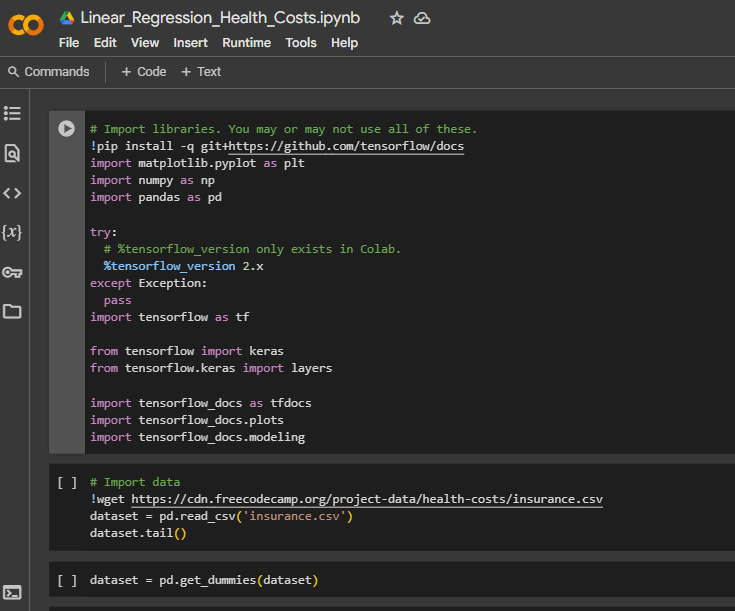 Linear_Regression_Health_Costs.ipynb
File Edit View Insert Runtime Tools Help
Commands + Code + Text
# Import libraries. You may or may not use all of these.
!pip install -q git+https://github.com/tensorflow/docs
import matplotlib.pyplot as plt
import numpy as np
import pandas as pd
try:
  # %tensorflow_version only exists in Colab.
  %tensorflow_version 2.x
except Exception:
  pass
import tensorflow as tf
from tensorflow import keras
from tensorflow.keras import layers
import tensorflow_docs as tfdocs
import tensorflow_docs.plots
import tensorflow_docs.modeling
[ ] # Import data
!wget https://cdn.freecodecamp.org/project-data/health-costs/insurance.csv
dataset = pd.read_csv('insurance.csv')
dataset.tail()
[ ] dataset = pd.get_dummies(dataset)